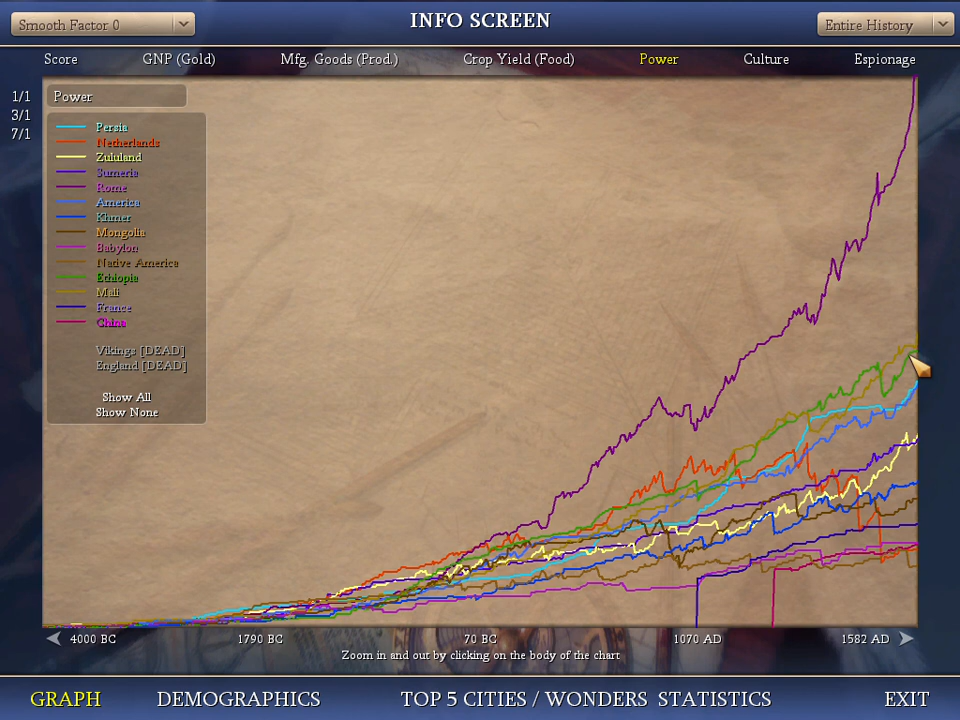 Smooth Factor 0
INFO SCREEN
Entire History
Score GNP (Gold) Mfg. Goods (Prod.) Crop Yield (Food) Power Culture Espionage
1/1
3/1
7/1
Power
Persia
Netherlands
Zululand
Sumeria
Rome
America
Khmer
Mongolia
Babylon
Native America
Ethiopia
Mali
France
China
Vikings [DEAD]
England [DEAD]
Show All
Show None
4000 BC 1790 BC 70 BC 1070 AD 1582 AD
Zoom in and out by clicking on the body of the chart
GRAPH DEMOGRAPHICS TOP 5 CITIES / WONDERS STATISTICS EXIT